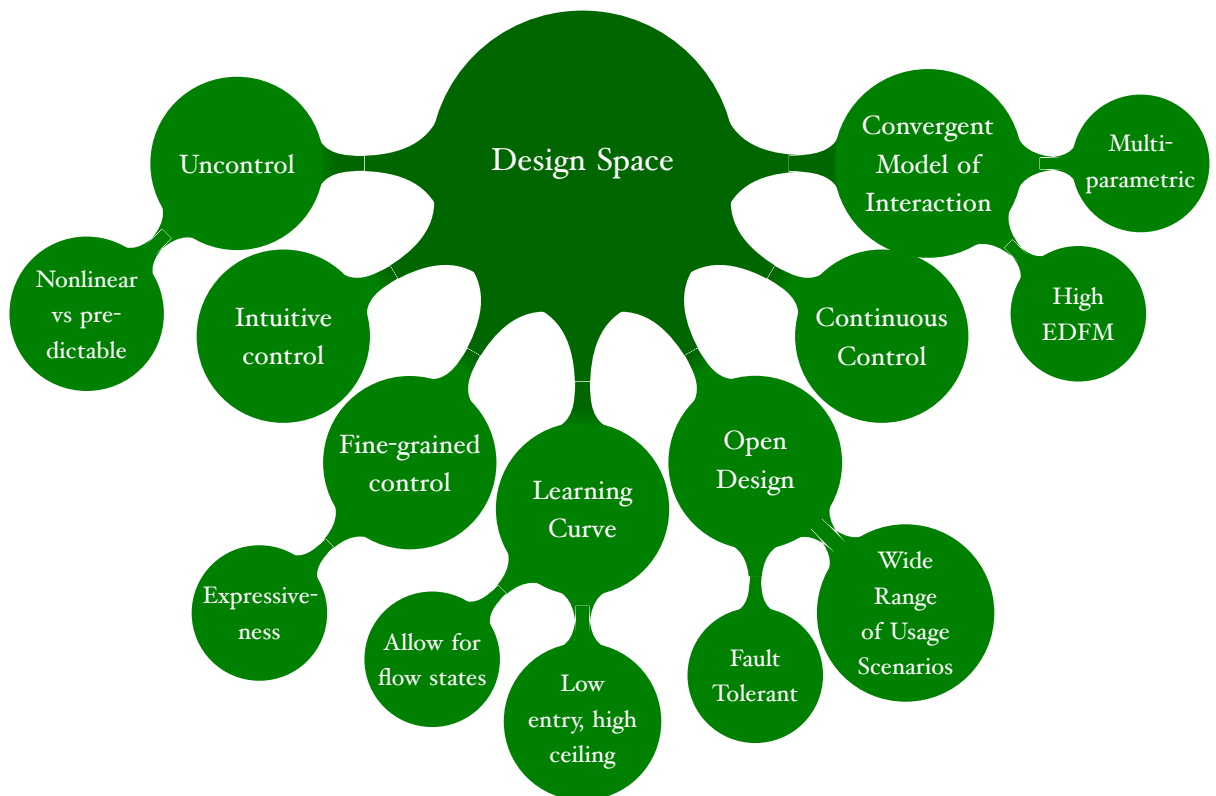 Design Space
Uncontrol
Nonlinear
vs pre-
dictable
Intuitive
control
Fine-grained
control
Expressive-
ness
Learning
Curve
Allow for
flow states
Low
entry, high
ceiling
Open
Design
Fault
Tolerant
Wide
Range
of Usage
Scenarios
Continuous
Control
Convergent
Model of
Interaction
High
EDFM
Multi-
parametric